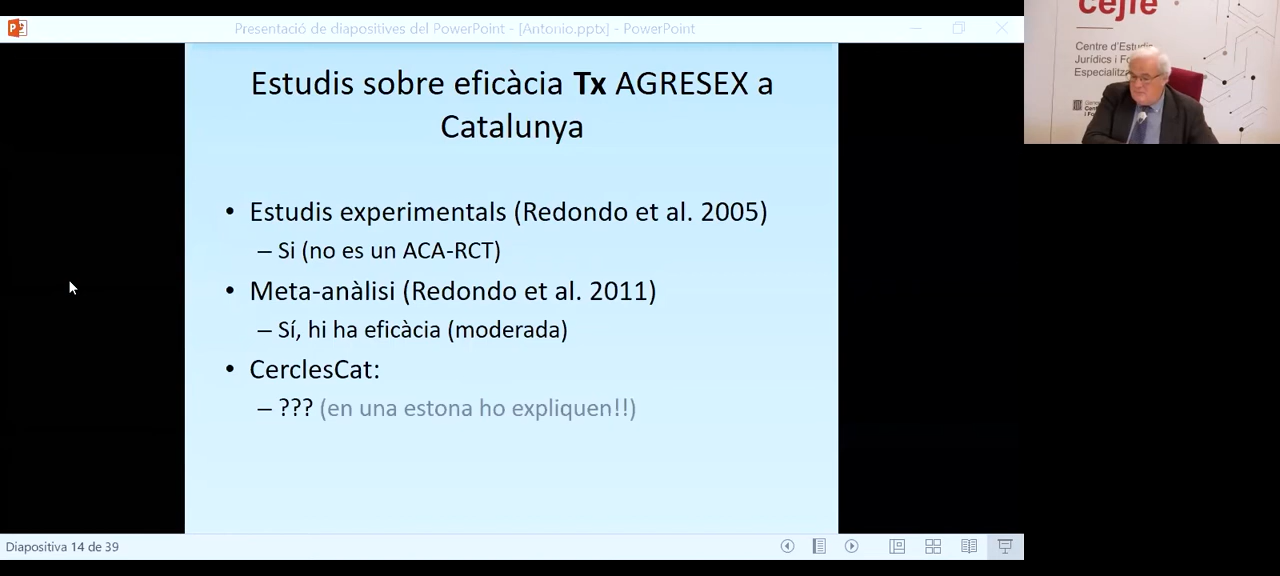 Presentació de diapositives del PowerPoint - [Antonio.pptx] - PowerPoint
Estudis sobre eficàcia Tx AGRESEX a
Catalunya
• Estudis experimentals (Redondo et al. 2005)
– Si (no es un ACA-RCT)
• Meta-anàlisi (Redondo et al. 2011)
– Sí, hi ha eficàcia (moderada)
• CerclesCat:
– ??? (en una estona ho expliquen!!)
Diapositiva 14 de 39
cejfe
Centre d'Estudis
Jurídics i Fo
Especialitza